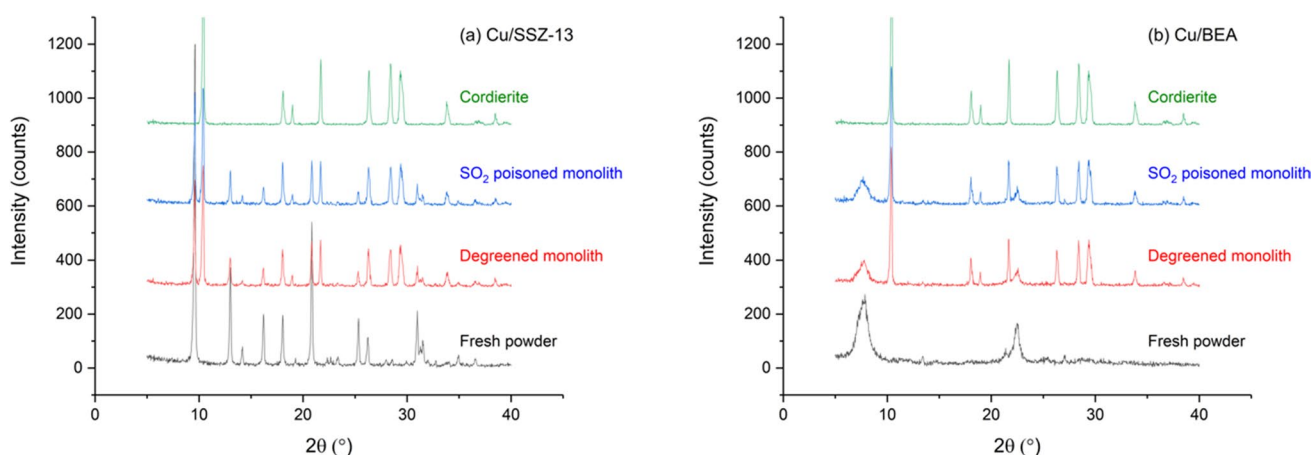 (a) Cu/SSZ-13
1200
1000
800
600
400
200
0
Intensity (counts)
Cordierite
SO₂ poisoned monolith
Degreened monolith
Fresh powder
0 10 20 30 40
2θ (°)
(b) Cu/BEA
1200
1000
800
600
400
200
0
Intensity (counts)
Cordierite
SO₂ poisoned monolith
Degreened monolith
Fresh powder
0 10 20 30 40
2θ (°)